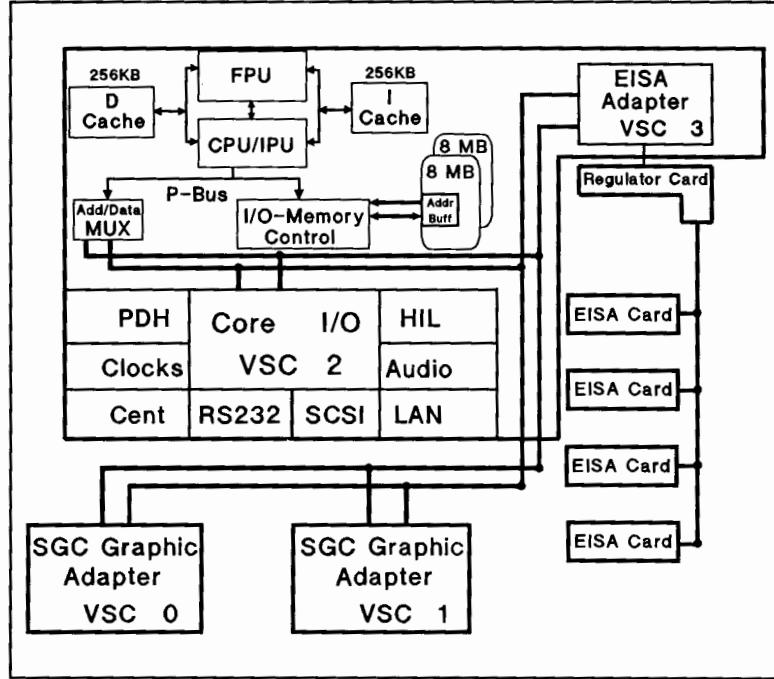 256KB
D
Cache
FPU
CPU/IPU
256KB
I
Cache
EISA
Adapter
VSC 3
8 MB
8 MB
Addr
Buff
P-Bus
Regulator Card
Add/Data
MUX
I/O-Memory
Control
PDH
Core I/O
HIL
Clocks
VSC 2
Audio
Cent
RS232
SCSI
LAN
EISA Card
EISA Card
EISA Card
EISA Card
SGC Graphic
Adapter
VSC 0
SGC Graphic
Adapter
VSC 1